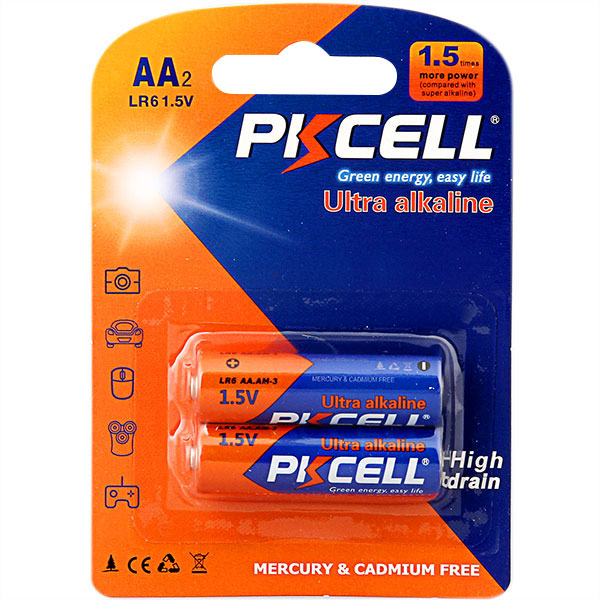 AA2
LR6 1.5V
1.5 times
more power
(compared with
super alkaline)
PKCELL®
Green energy, easy life
Ultra alkaline
LR6 AA.AM-3
1.5V
MERCURY & CADMIUM FREE
Ultra alkaline
PKCELL
1.5V
Ultra alkaline
PKCELL®
Green energy, easy life
High
drain
CE
MERCURY & CADMIUM FREE